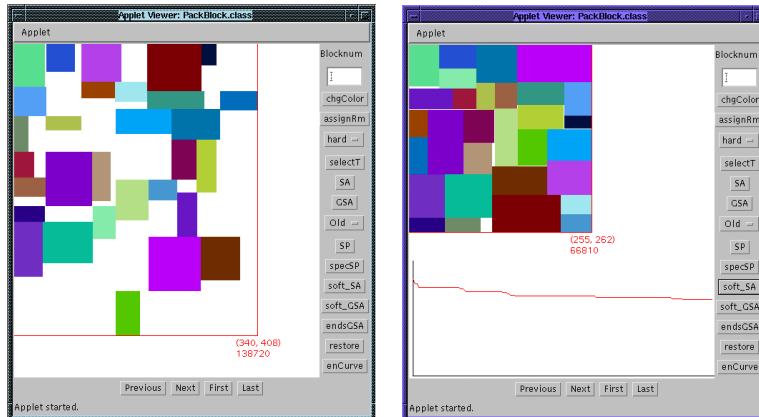 Applet Viewer: PackBlock.class
Applet
Blocknum
chgColor
assignRm
hard
selectT
SA
GSA
Old
SP
specSP
soft_SA
soft_GSA
endsGSA
restore
enCurve
(340, 408)
138720
Previous Next First Last
Applet started.
Applet Viewer: PackBlock.class
Applet
Blocknum
chgColor
assignRm
hard
selectT
SA
GSA
Old
SP
specSP
soft_SA
soft_GSA
endsGSA
restore
enCurve
(255, 262)
66810
Previous Next First Last
Applet started.